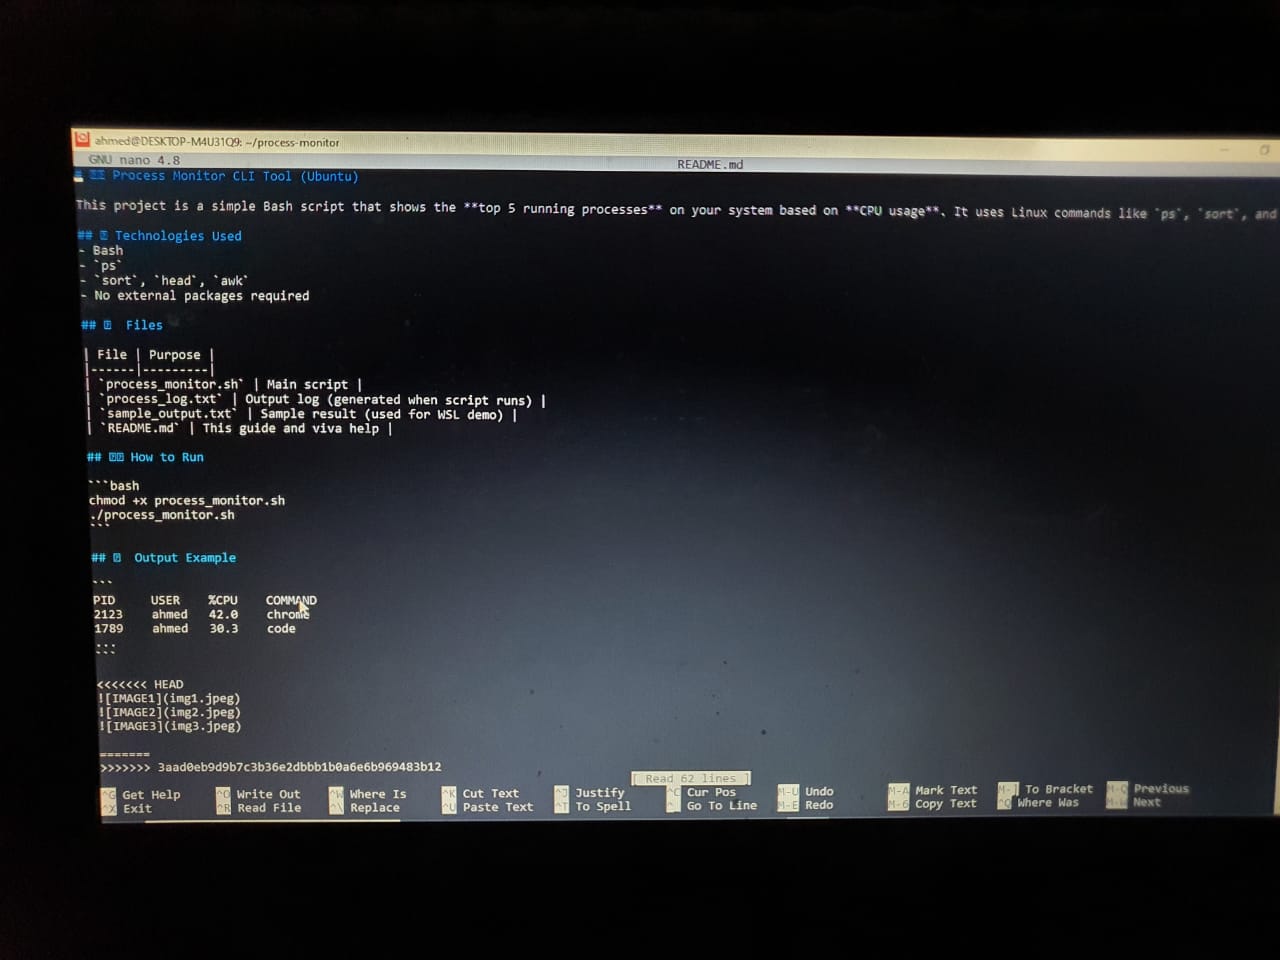 ahmed@DESKTOP-M4U31Q9: ~/process-monitor
GNU nano 4.8 README.md
# Process Monitor CLI Tool (Ubuntu)
This project is a simple Bash script that shows the **top 5 running processes** on your system based on **CPU usage**. It uses Linux commands like `ps`, `sort`, and
## Technologies Used
- Bash
- `ps`
- `sort`, `head`, `awk`
- No external packages required
## Files
| File | Purpose |
|------|---------|
| `process_monitor.sh` | Main script |
| `process_log.txt` | Output log (generated when script runs) |
| `sample_output.txt` | Sample result (used for WSL demo) |
| `README.md` | This guide and viva help |
## How to Run
```bash
chmod +x process_monitor.sh
./process_monitor.sh
```
## Output Example
```
PID USER %CPU COMMAND
2123 ahmed 42.0 chrome
1789 ahmed 30.3 code
...
```
<<<<<<< HEAD
![IMAGE1](img1.jpeg)
![IMAGE2](img2.jpeg)
![IMAGE3](img3.jpeg)
=======
>>>>>>> 3aad0eb9d9b7c3b36e2dbbb1b0a6e6b969483b12
[ Read 62 lines ]
^G Get Help ^O Write Out ^W Where Is ^K Cut Text ^J Justify ^C Cur Pos M-U Undo M-A Mark Text M-] To Bracket M-Q Previous
^X Exit ^R Read File ^\ Replace ^U Paste Text ^T To Spell ^_ Go To Line M-E Redo M-6 Copy Text ^Q Where Was M-W Next